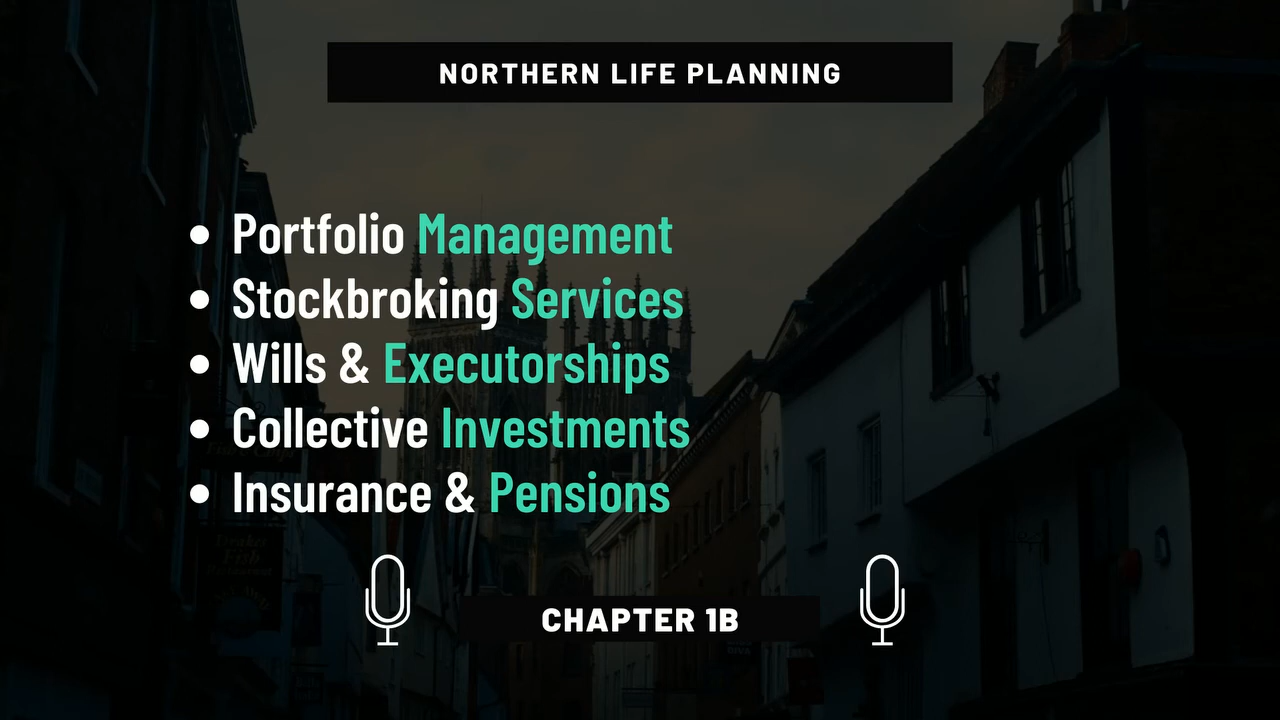 NORTHERN LIFE PLANNING
• Portfolio Management
• Stockbroking Services
• Wills & Executorships
• Collective Investments
• Insurance & Pensions
CHAPTER 1B